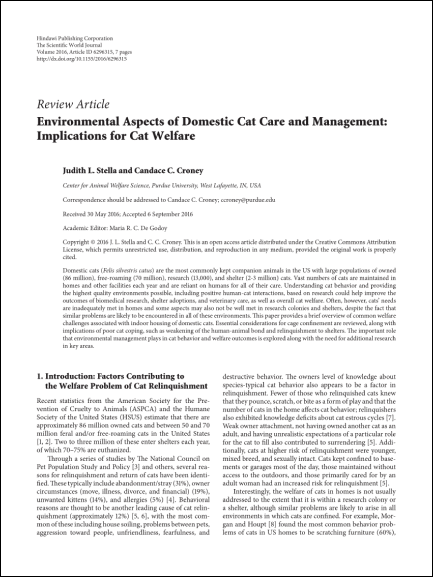 Hindawi Publishing Corporation
The Scientific World Journal
Volume 2016, Article ID 6296315, 7 pages
http://dx.doi.org/10.1155/2016/6296315
Review Article
Environmental Aspects of Domestic Cat Care and Management:
Implications for Cat Welfare
Judith L. Stella and Candace C. Croney
Center for Animal Welfare Science, Purdue University, West Lafayette, IN, USA
Correspondence should be addressed to Candace C. Croney; ccroney@purdue.edu
Received 30 May 2016; Accepted 6 September 2016
Academic Editor: Maria R. C. De Godoy
Copyright © 2016 J. L. Stella and C. C. Croney. This is an open access article distributed under the Creative Commons Attribution
License, which permits unrestricted use, distribution, and reproduction in any medium, provided the original work is properly
cited.
Domestic cats (Felis silvestris catus) are the most commonly kept companion animals in the US with large populations of owned
(86 million), free-roaming (70 million), research (13,000), and shelter (2-3 million) cats. Vast numbers of cats are maintained in
homes and other facilities each year and are reliant on humans for all of their care. Understanding cat behavior and providing
the highest quality environments possible, including positive human-cat interactions, based on research could help improve the
outcomes of biomedical research, shelter adoptions, and veterinary care, as well as overall cat welfare. Often, however, cats' needs
are inadequately met in homes and some aspects may also not be well met in research colonies and shelters, despite the fact that
similar problems are likely to be encountered in all of these environments. This paper provides a brief overview of common welfare
challenges associated with indoor housing of domestic cats. Essential considerations for cage confinement are reviewed, along with
implications of poor cat coping, such as weakening of the human-animal bond and relinquishment to shelters. The important role
that environmental management plays in cat behavior and welfare outcomes is explored along with the need for additional research
in key areas.
1. Introduction: Factors Contributing to
the Welfare Problem of Cat Relinquishment
Recent statistics from the American Society for the Pre-
vention of Cruelty to Animals (ASPCA) and the Humane
Society of the United States (HSUS) estimate that there are
approximately 86 million owned cats and between 50 and 70
million feral and/or free-roaming cats in the United States
[1, 2]. Two to three million of these enter shelters each year,
of which 70–75% are euthanized.
Through a series of studies by The National Council on
Pet Population Study and Policy [3] and others, several rea-
sons for relinquishment and return of cats have been identi-
fied. These typically include abandonment/stray (31%), owner
circumstances (move, illness, divorce, and financial) (19%),
unwanted kittens (14%), and allergies (5%) [4]. Behavioral
reasons are thought to be another leading cause of cat relin-
quishment (approximately 12%) [5, 6], with the most com-
mon of these including house soiling, problems between pets,
aggression toward people, unfriendliness, fearfulness, and
destructive behavior. The owners level of knowledge about
species-typical cat behavior also appears to be a factor in
relinquishment. Fewer of those who relinquished cats knew
that they pounce, scratch, or bite as a form of play and that the
number of cats in the home affects cat behavior; relinquishers
also exhibited knowledge deficits about cat estrous cycles [7].
Weak owner attachment, not having owned another cat as an
adult, and having unrealistic expectations of a particular role
for the cat to fill also contribute to surrendering [5]. Addi-
tionally, cats at higher risk of relinquishment were younger,
mixed breed, and sexually intact. Cats kept confined to base-
ments or garages most of the day, those maintained without
access to the outdoors, and those primarily cared for by an
adult woman had an increased risk for relinquishment [5].
Interestingly, the welfare of cats in homes is not usually
addressed to the extent that it is within a research colony or
a shelter, although similar problems are likely to arise in all
environments in which cats are confined. For example, Mor-
gan and Houpt [8] found the most common behavior prob-
lems of cats in US homes to be scratching furniture (60%),